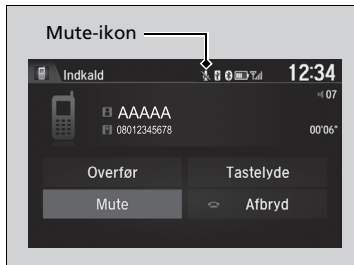 Mute-ikon
Indkald 12:34
07
AAAAA
08012345678 00'06"
Overfør Tastelyde
Mute Afbryd